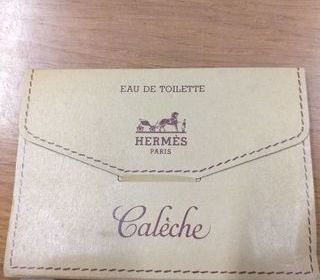 EAU DE TOILETTE
HERMÈS
PARIS
Calèche